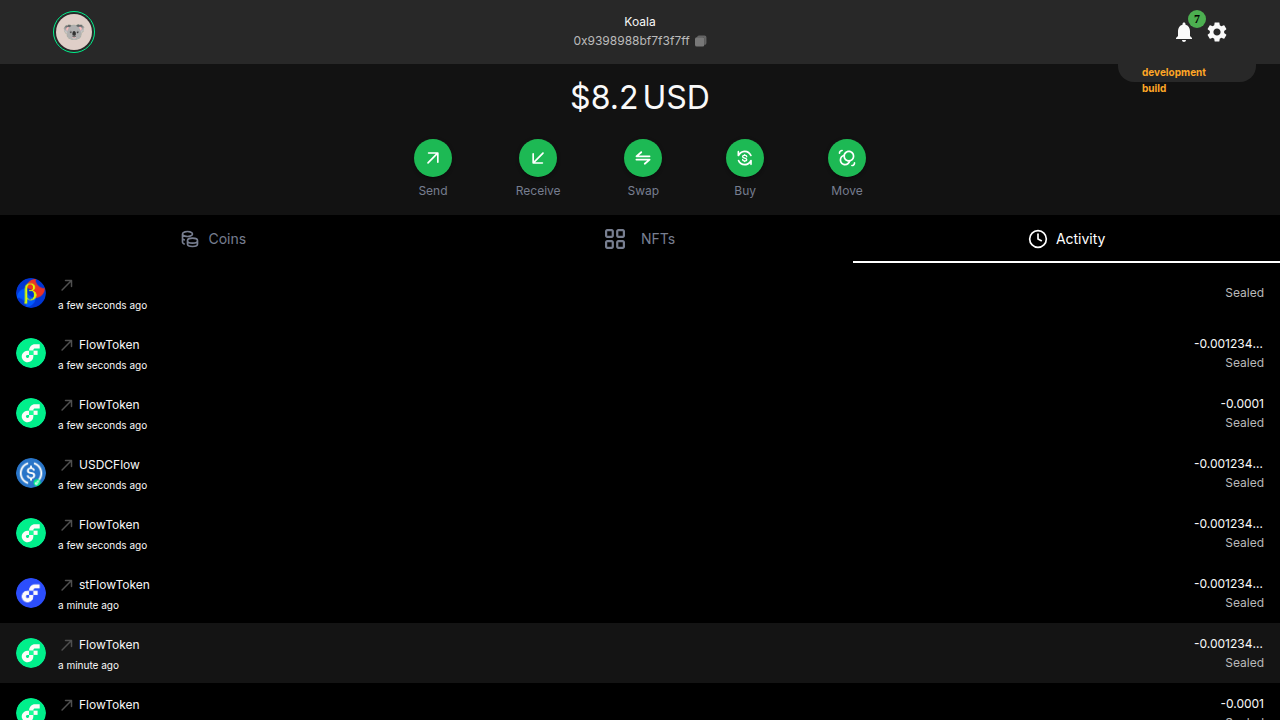 Koala
0x9398988bf7f3f7ff
7
development
build
$8.2 USD
Send
Receive
Swap
Buy
Move
Coins
NFTs
Activity
β
a few seconds ago
Sealed
FlowToken
-0.001234...
a few seconds ago
Sealed
FlowToken
-0.0001
a few seconds ago
Sealed
USDCFlow
-0.001234...
a few seconds ago
Sealed
FlowToken
-0.001234...
a few seconds ago
Sealed
stFlowToken
-0.001234...
a minute ago
Sealed
FlowToken
-0.001234...
a minute ago
Sealed
FlowToken
-0.0001